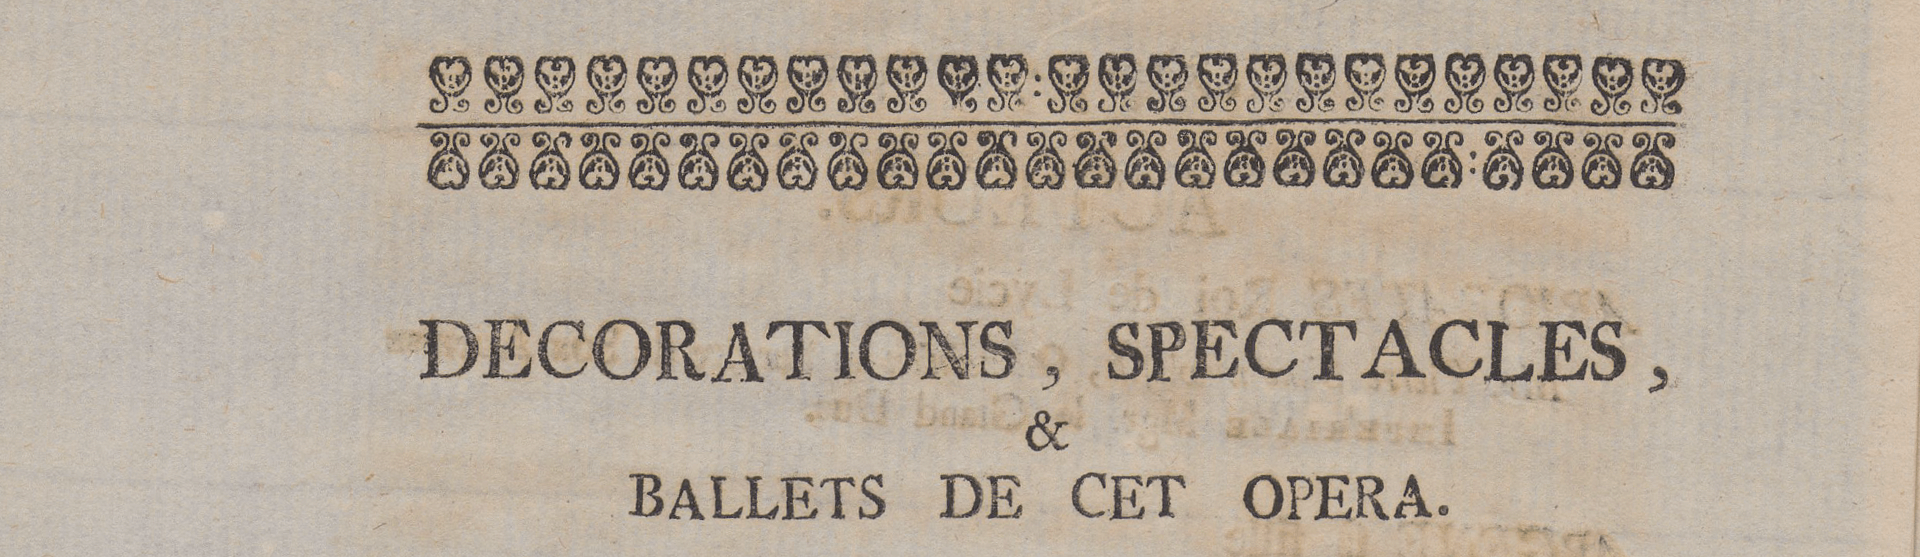 DECORATIONS, SPECTACLES,
&
BALLETS DE CET OPERA.